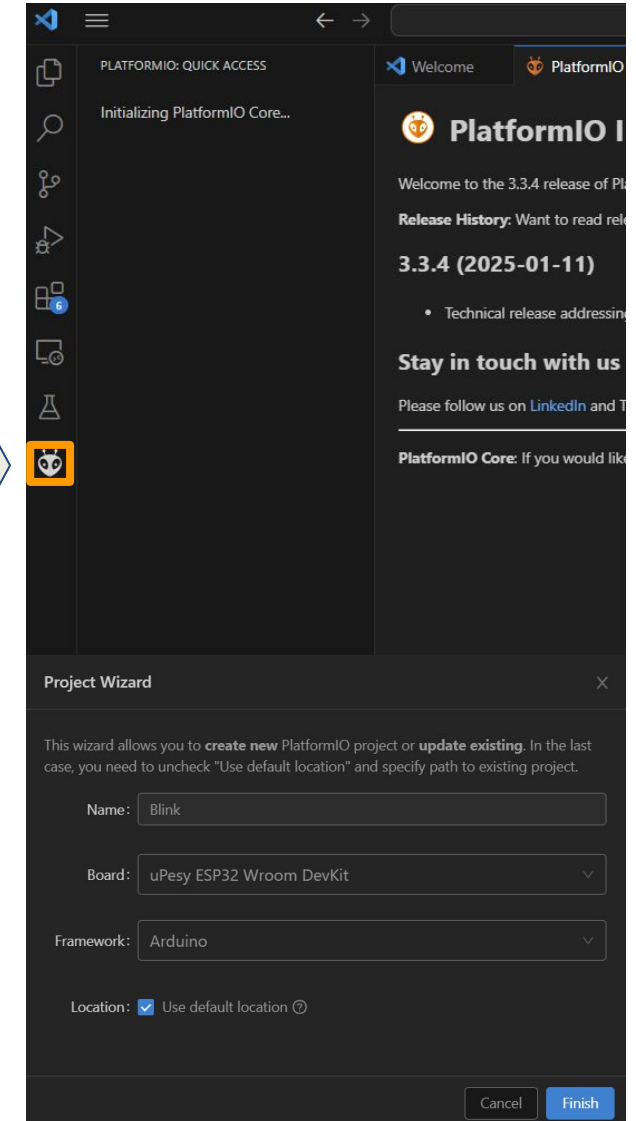 PLATFORMIO: QUICK ACCESS
Initializing PlatformIO Core...
6
Welcome
PlatformIO
PlatformIO I
Welcome to the 3.3.4 release of Pla
Release History: Want to read rele
3.3.4 (2025-01-11)
• Technical release addressing
Stay in touch with us
Please follow us on LinkedIn and T
PlatformIO Core: If you would like
Project Wizard
This wizard allows you to create new PlatformIO project or update existing. In the last
case, you need to uncheck "Use default location" and specify path to existing project.
Name: Blink
Board: uPesy ESP32 Wroom DevKit
Framework: Arduino
Location: Use default location
Cancel Finish